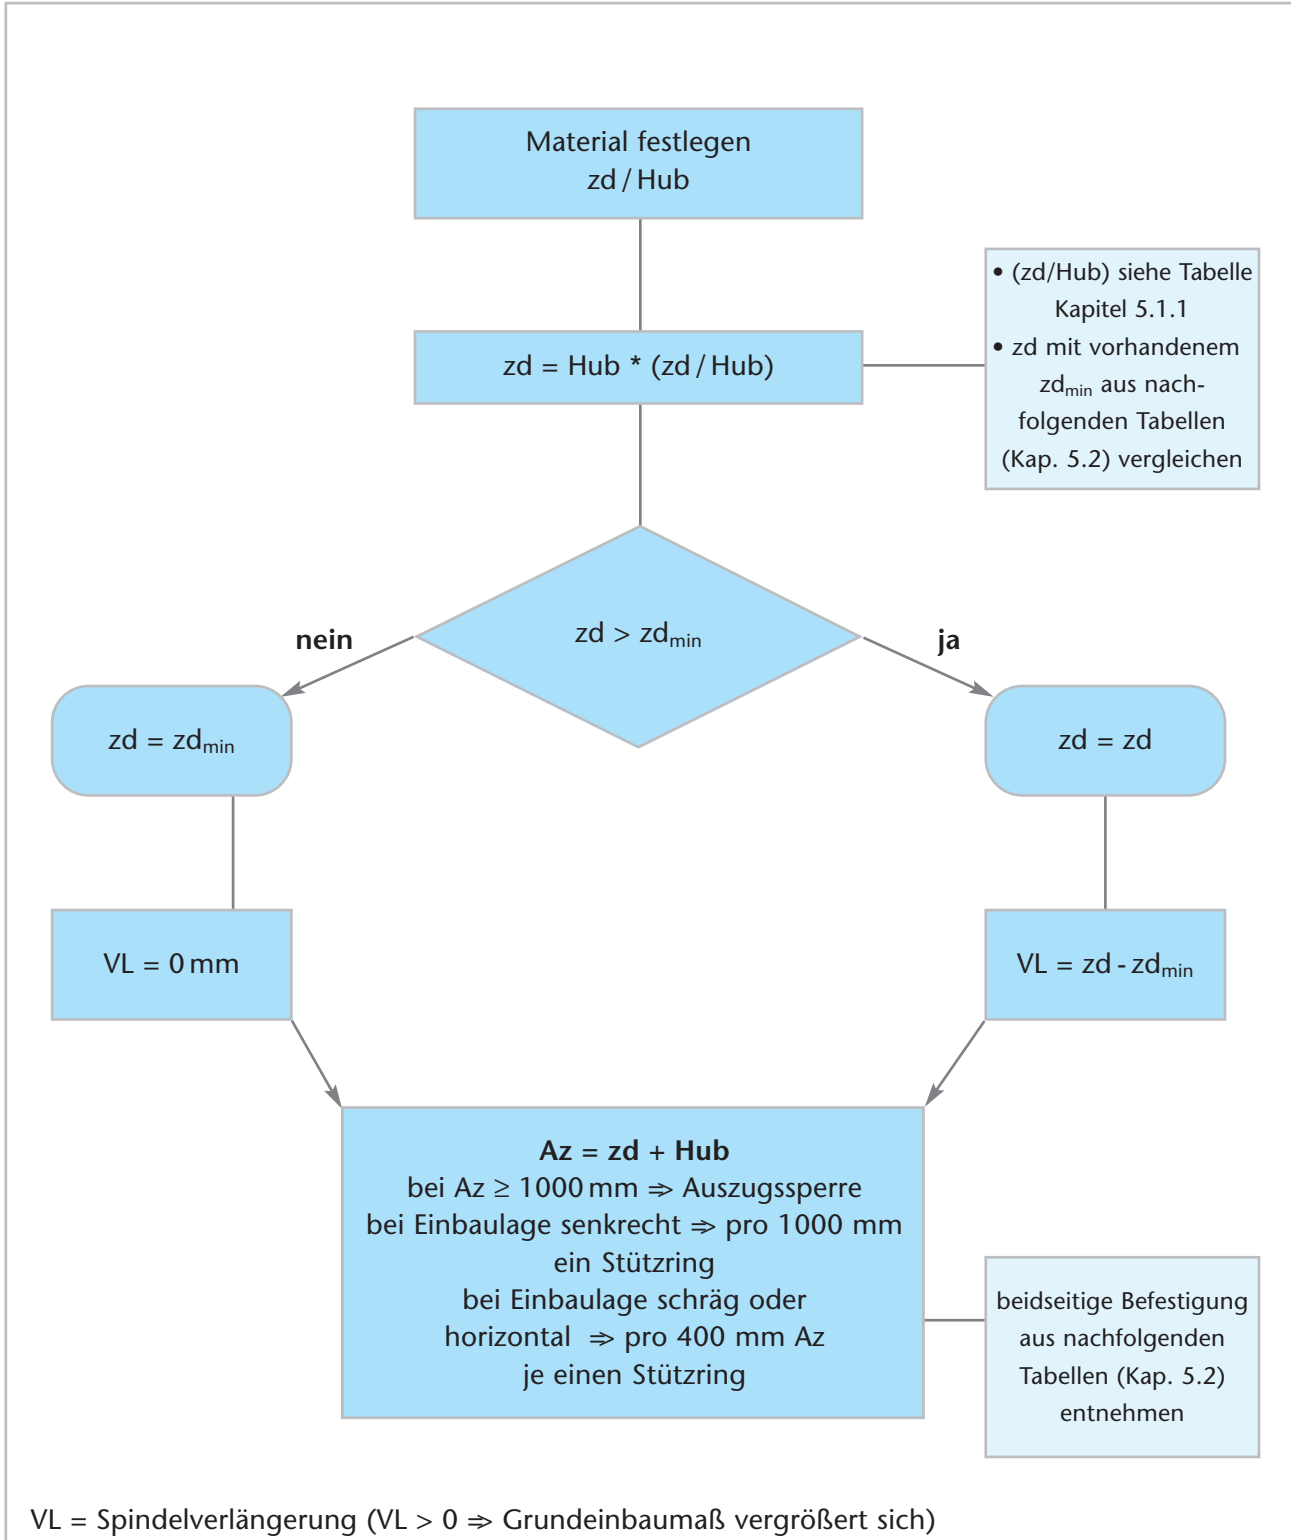 Material festlegen
zd / Hub
• (zd/Hub) siehe Tabelle
Kapitel 5.1.1
• zd mit vorhandenem
zdmin aus nach-
folgenden Tabellen
(Kap. 5.2) vergleichen
zd = Hub * (zd / Hub)
zd > zdmin
nein
ja
zd = zdmin
zd = zd
VL = 0 mm
VL = zd - zdmin
Az = zd + Hub
bei Az ≥ 1000 mm ⇒ Auszugssperre
bei Einbaulage senkrecht ⇒ pro 1000 mm
ein Stützring
bei Einbaulage schräg oder
horizontal ⇒ pro 400 mm Az
je einen Stützring
beidseitige Befestigung
aus nachfolgenden
Tabellen (Kap. 5.2)
entnehmen
VL = Spindelverlängerung (VL > 0 ⇒ Grundeinbaumaß vergrößert sich)